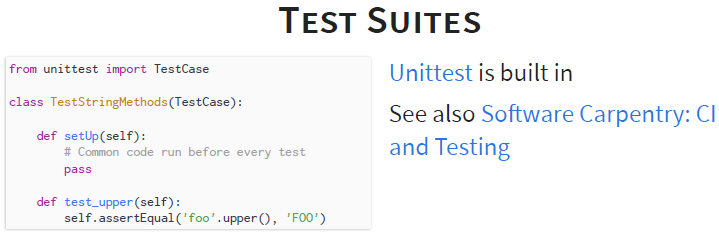 TEST SUITES
from unittest import TestCase
class TestStringMethods(TestCase):
    def setUp(self):
        # Common code run before every test
        pass
    def test_upper(self):
        self.assertEqual('foo'.upper(), 'FOO')
Unittest is built in
See also Software Carpentry: CI
and Testing